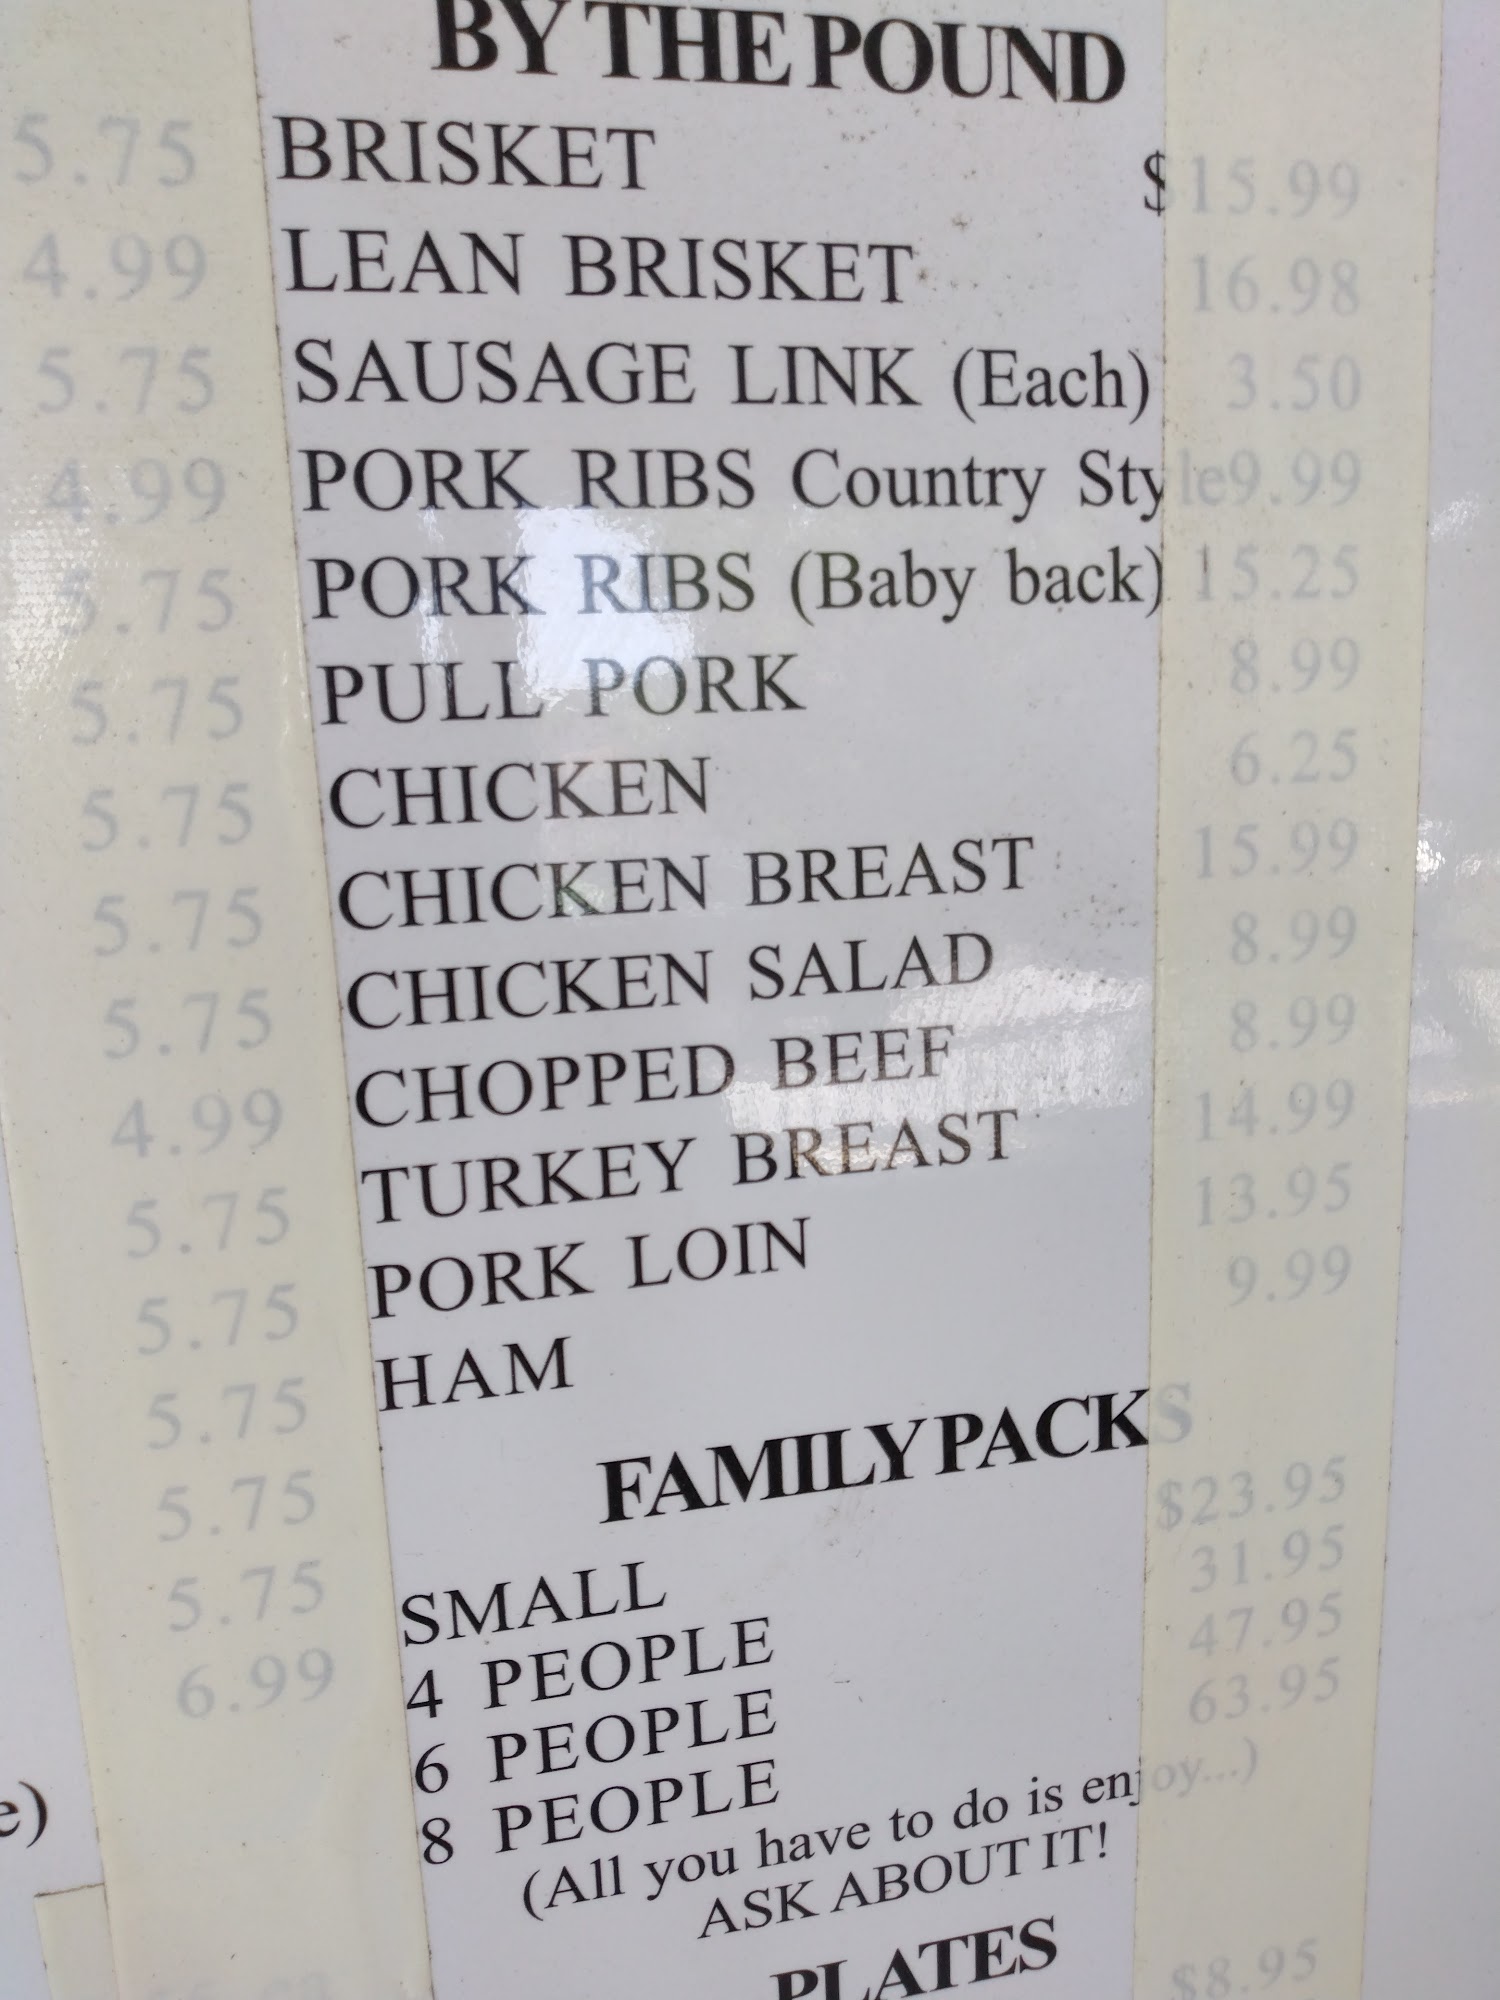 BY THE POUND
5.75 BRISKET $15.99
4.99 LEAN BRISKET 16.98
5.75 SAUSAGE LINK (Each) 3.50
4.99 PORK RIBS Country Style 9.99
5.75 PORK RIBS (Baby back) 15.25
5.75 PULL PORK 8.99
5.75 CHICKEN 6.25
5.75 CHICKEN BREAST 15.99
5.75 CHICKEN SALAD 8.99
4.99 CHOPPED BEEF 8.99
5.75 TURKEY BREAST 14.99
5.75 PORK LOIN 13.95
5.75 HAM 9.99
5.75 FAMILY PACKS
5.75 SMALL $23.95
6.99 4 PEOPLE 31.95
6 PEOPLE 47.95
8 PEOPLE 63.95
e) (All you have to do is enjoy...)
ASK ABOUT IT!
PLATES
$8.95